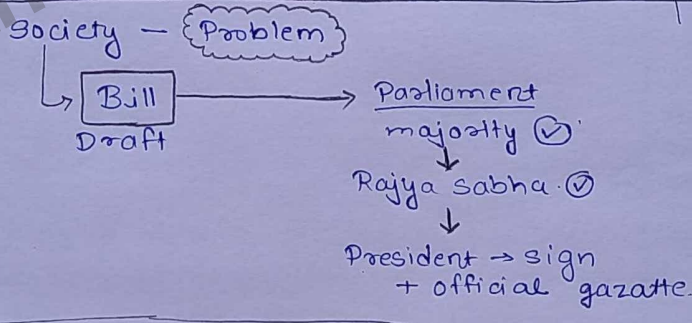 Society - Problem
Bill
Draft
Parliament
majority
Rajya Sabha.
President → sign
+ official gazatte.